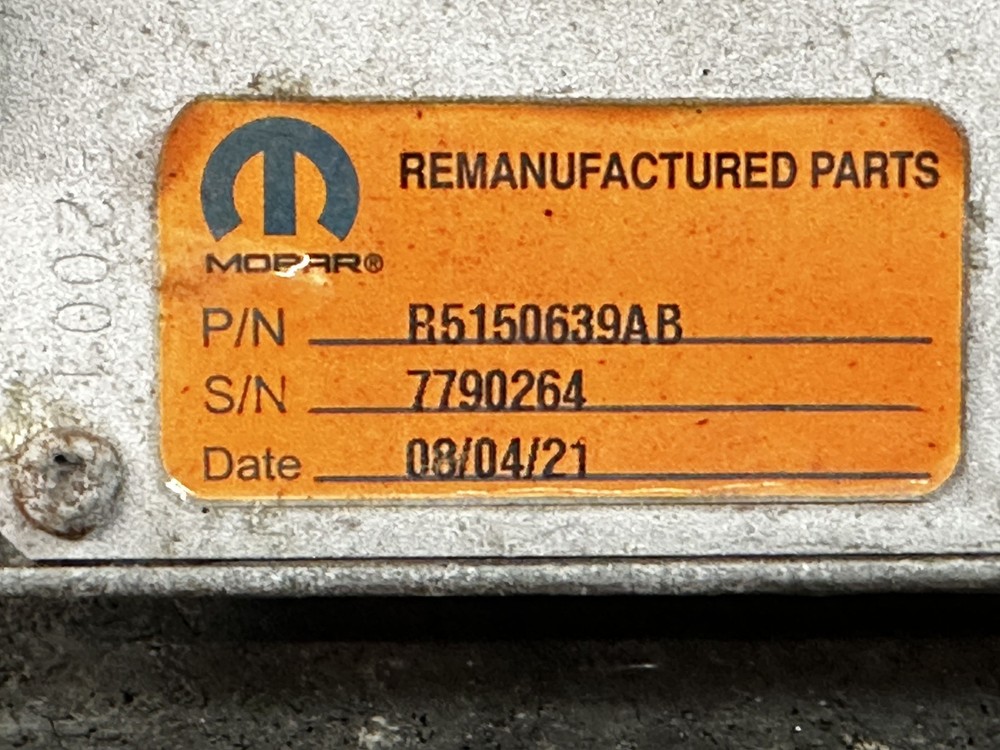 REMANUFACTURED PARTS
MOPAR®
P/N R5150639AB
S/N 7790264
Date 08/04/21